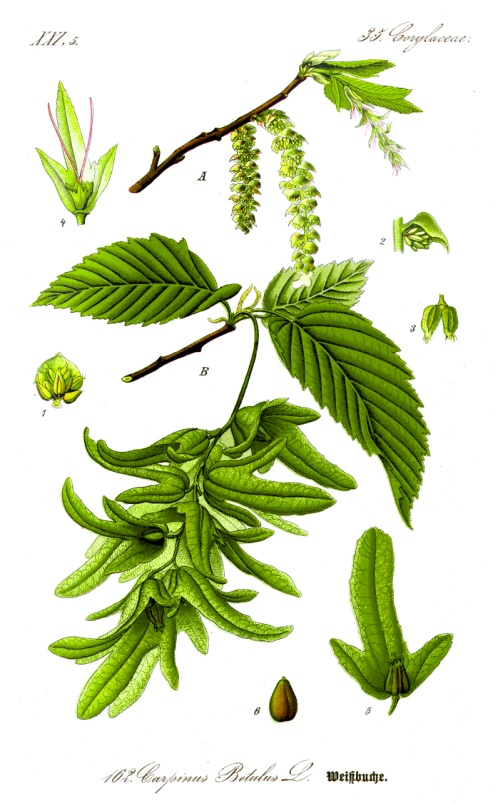 XXI, 5.
35. Corylaceae.
4
A
2
3
B
1
6
5
162. Carpinus Betulus L. Weißbuche.